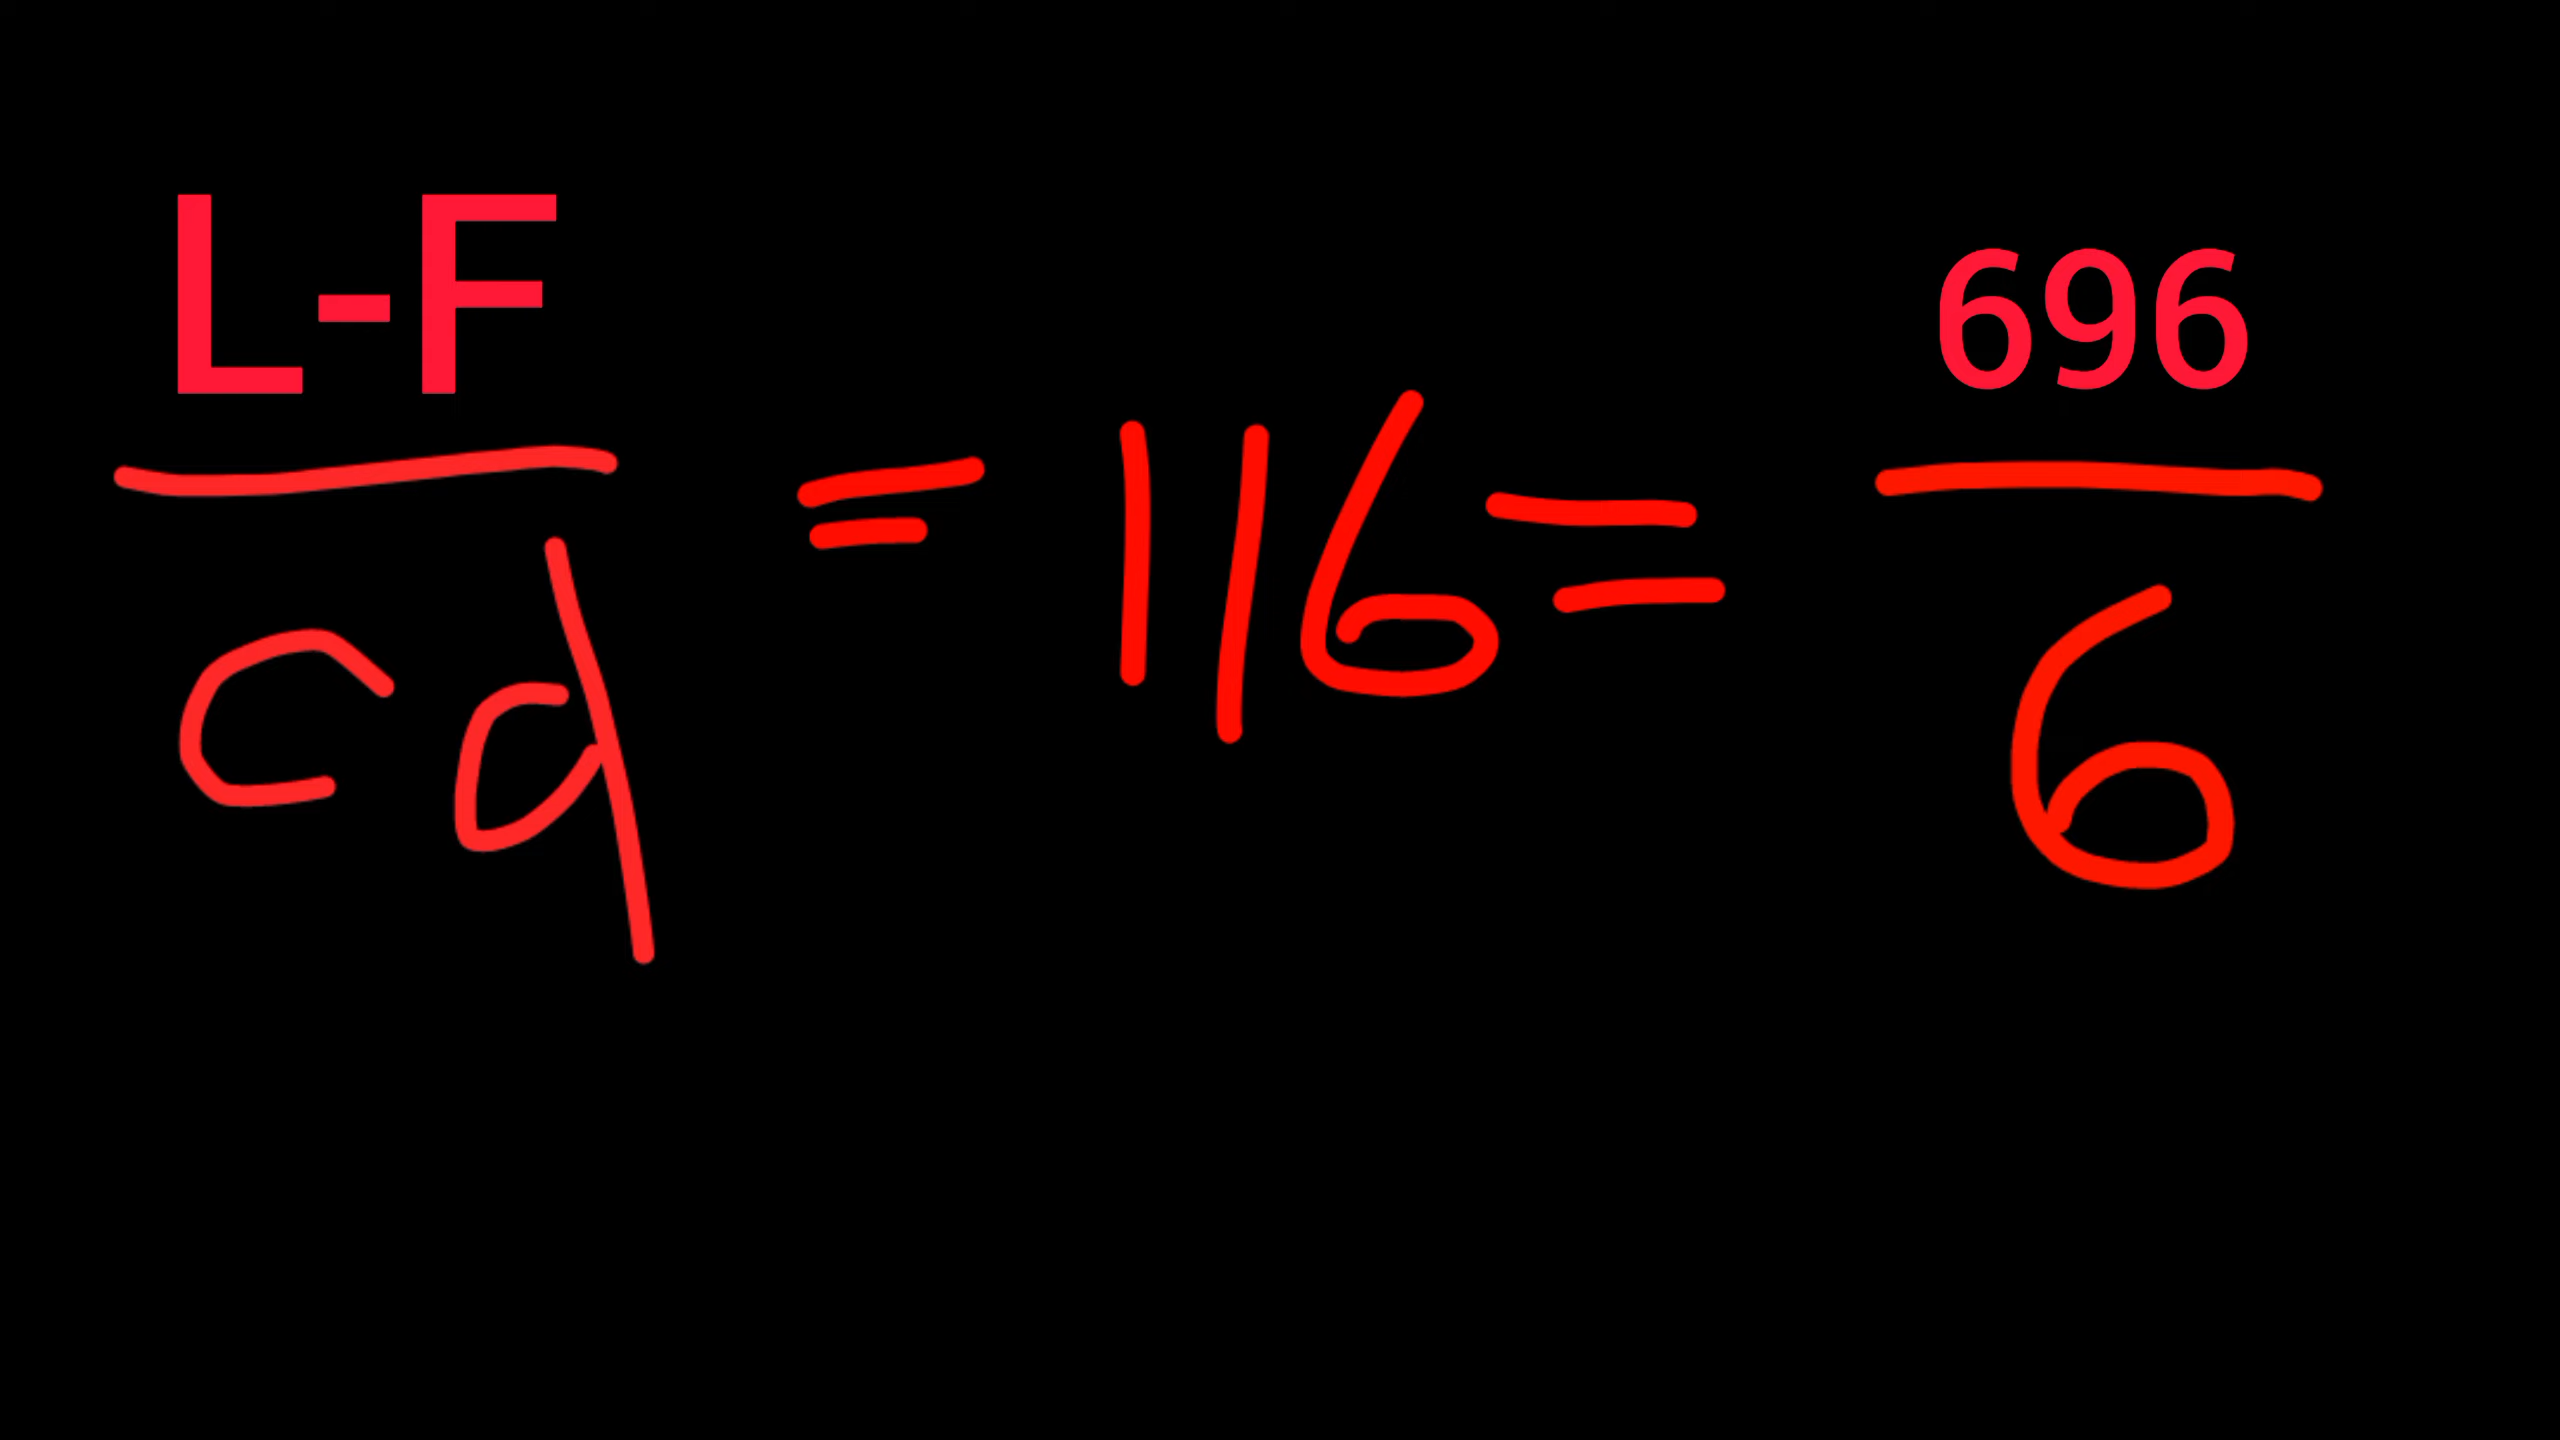 L-F
696
= 116 =
cd
6